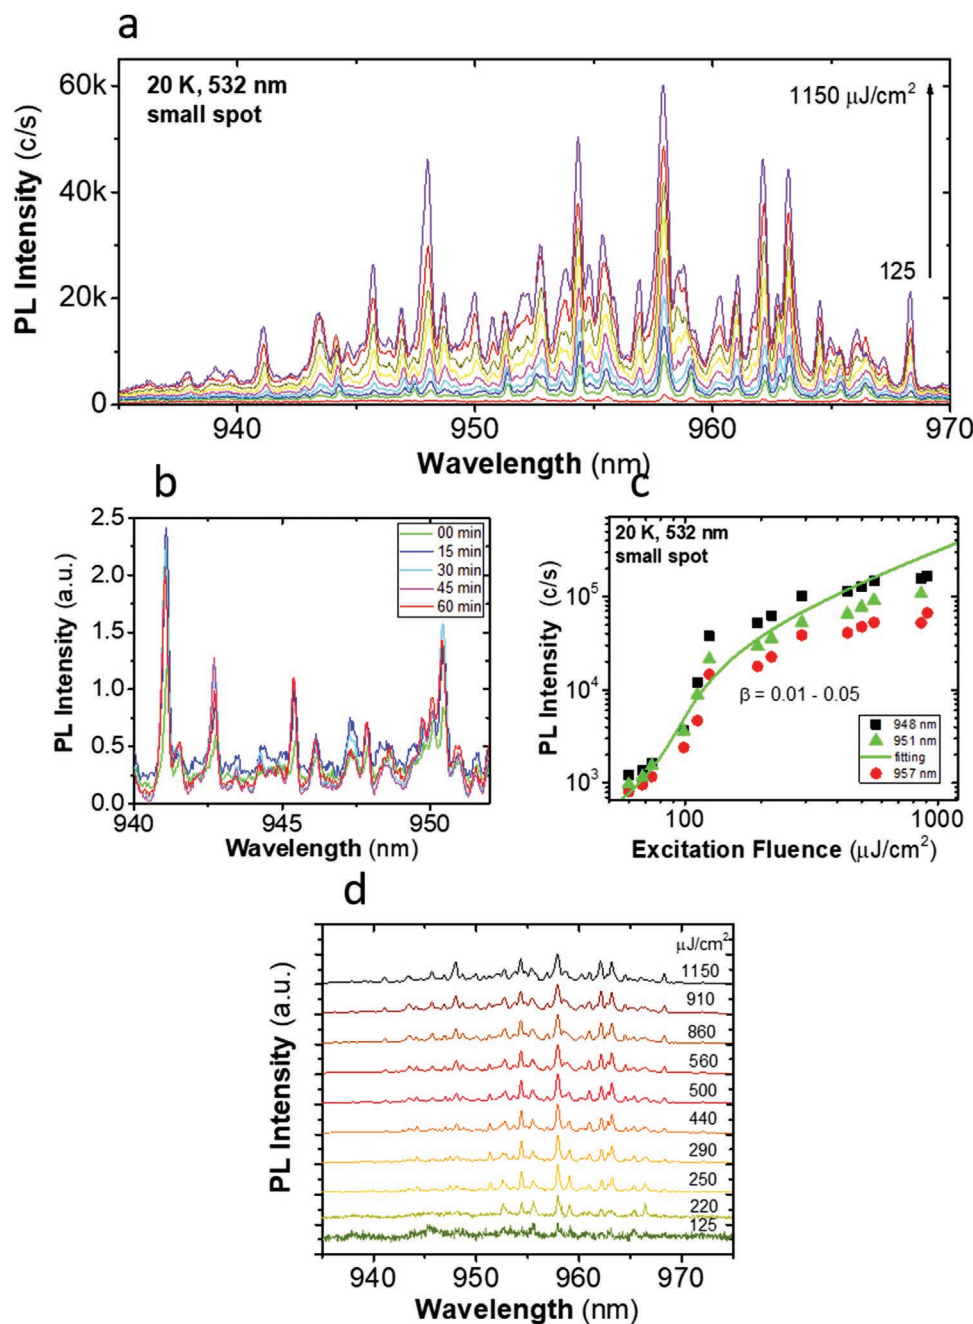 a
20 K, 532 nm
small spot
1150 μJ/cm²
125
PL Intensity (c/s)
60k
40k
20k
0
940
950
960
970
Wavelength (nm)
b
PL Intensity (a.u.)
2.5
2.0
1.5
1.0
0.5
0.0
00 min
15 min
30 min
45 min
60 min
940
945
950
Wavelength (nm)
c
20 K, 532 nm
small spot
PL Intensity (c/s)
10⁵
10⁴
10³
β = 0.01 - 0.05
948 nm
951 nm
fitting
957 nm
100
1000
Excitation Fluence (μJ/cm²)
d
PL Intensity (a.u.)
μJ/cm²
1150
910
860
560
500
440
290
250
220
125
940
950
960
970
Wavelength (nm)